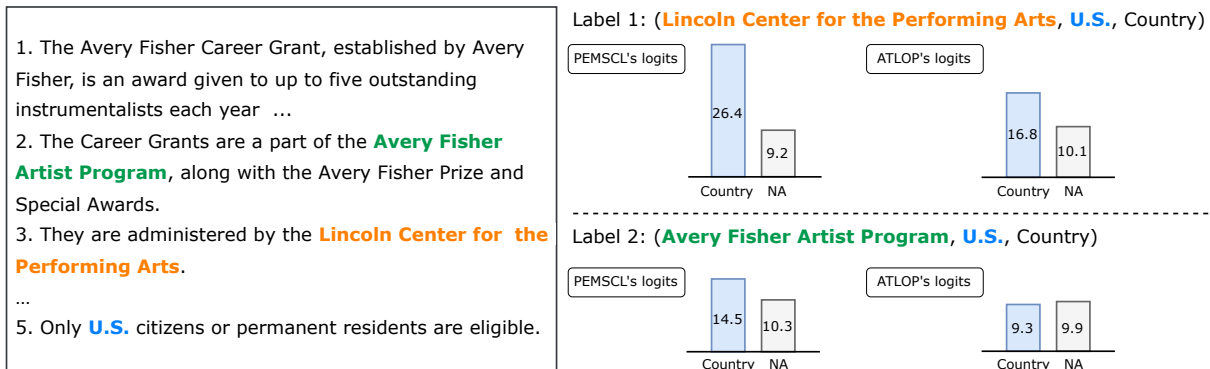 1. The Avery Fisher Career Grant, established by Avery
Fisher, is an award given to up to five outstanding
instrumentalists each year ...
2. The Career Grants are a part of the Avery Fisher
Artist Program, along with the Avery Fisher Prize and
Special Awards.
3. They are administered by the Lincoln Center for the
Performing Arts.
...
5. Only U.S. citizens or permanent residents are eligible.
Label 1: (Lincoln Center for the Performing Arts, U.S., Country)
PEMSCL's logits
26.4
9.2
Country NA
ATLOP's logits
16.8
10.1
Country NA
Label 2: (Avery Fisher Artist Program, U.S., Country)
PEMSCL's logits
14.5
10.3
Country NA
ATLOP's logits
9.3
9.9
Country NA